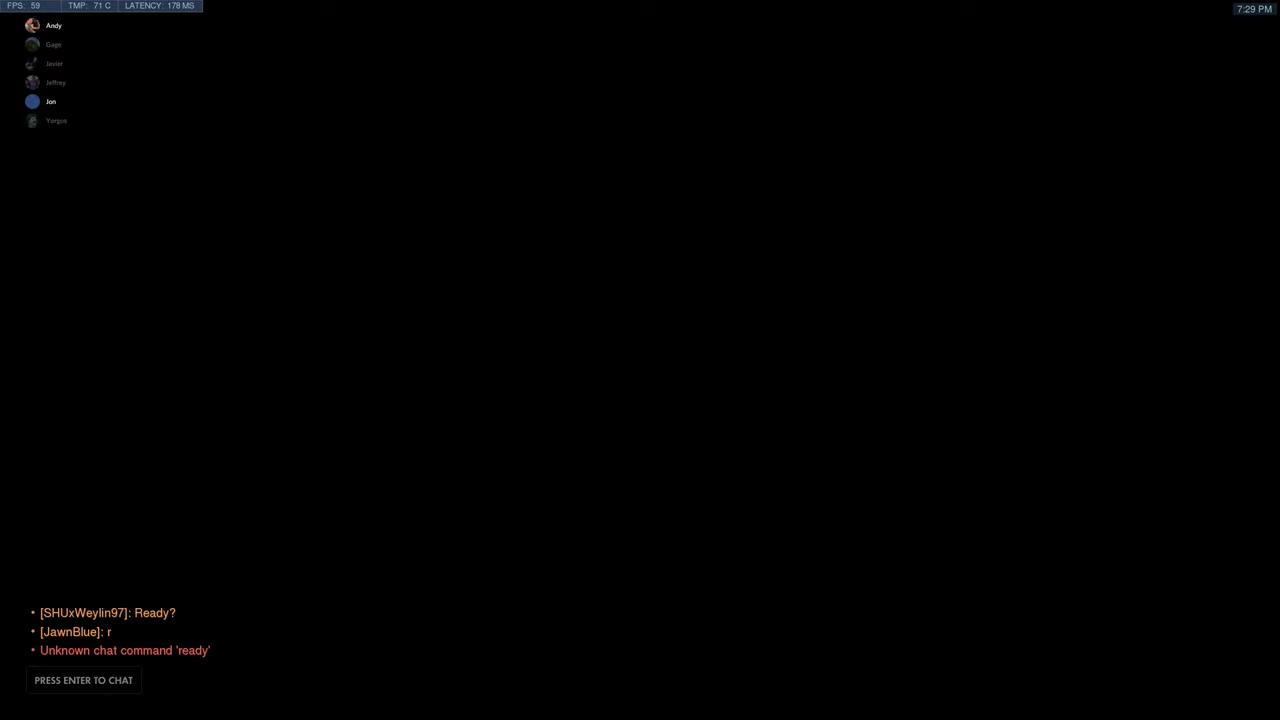 FPS: 59 TMP: 71 C LATENCY: 178 MS
7:29 PM
Andy
Gage
Javier
Jeffrey
Jon
Yorgos
• [SHUxWeylin97]: Ready?
• [JawnBlue]: r
• Unknown chat command 'ready'
PRESS ENTER TO CHAT